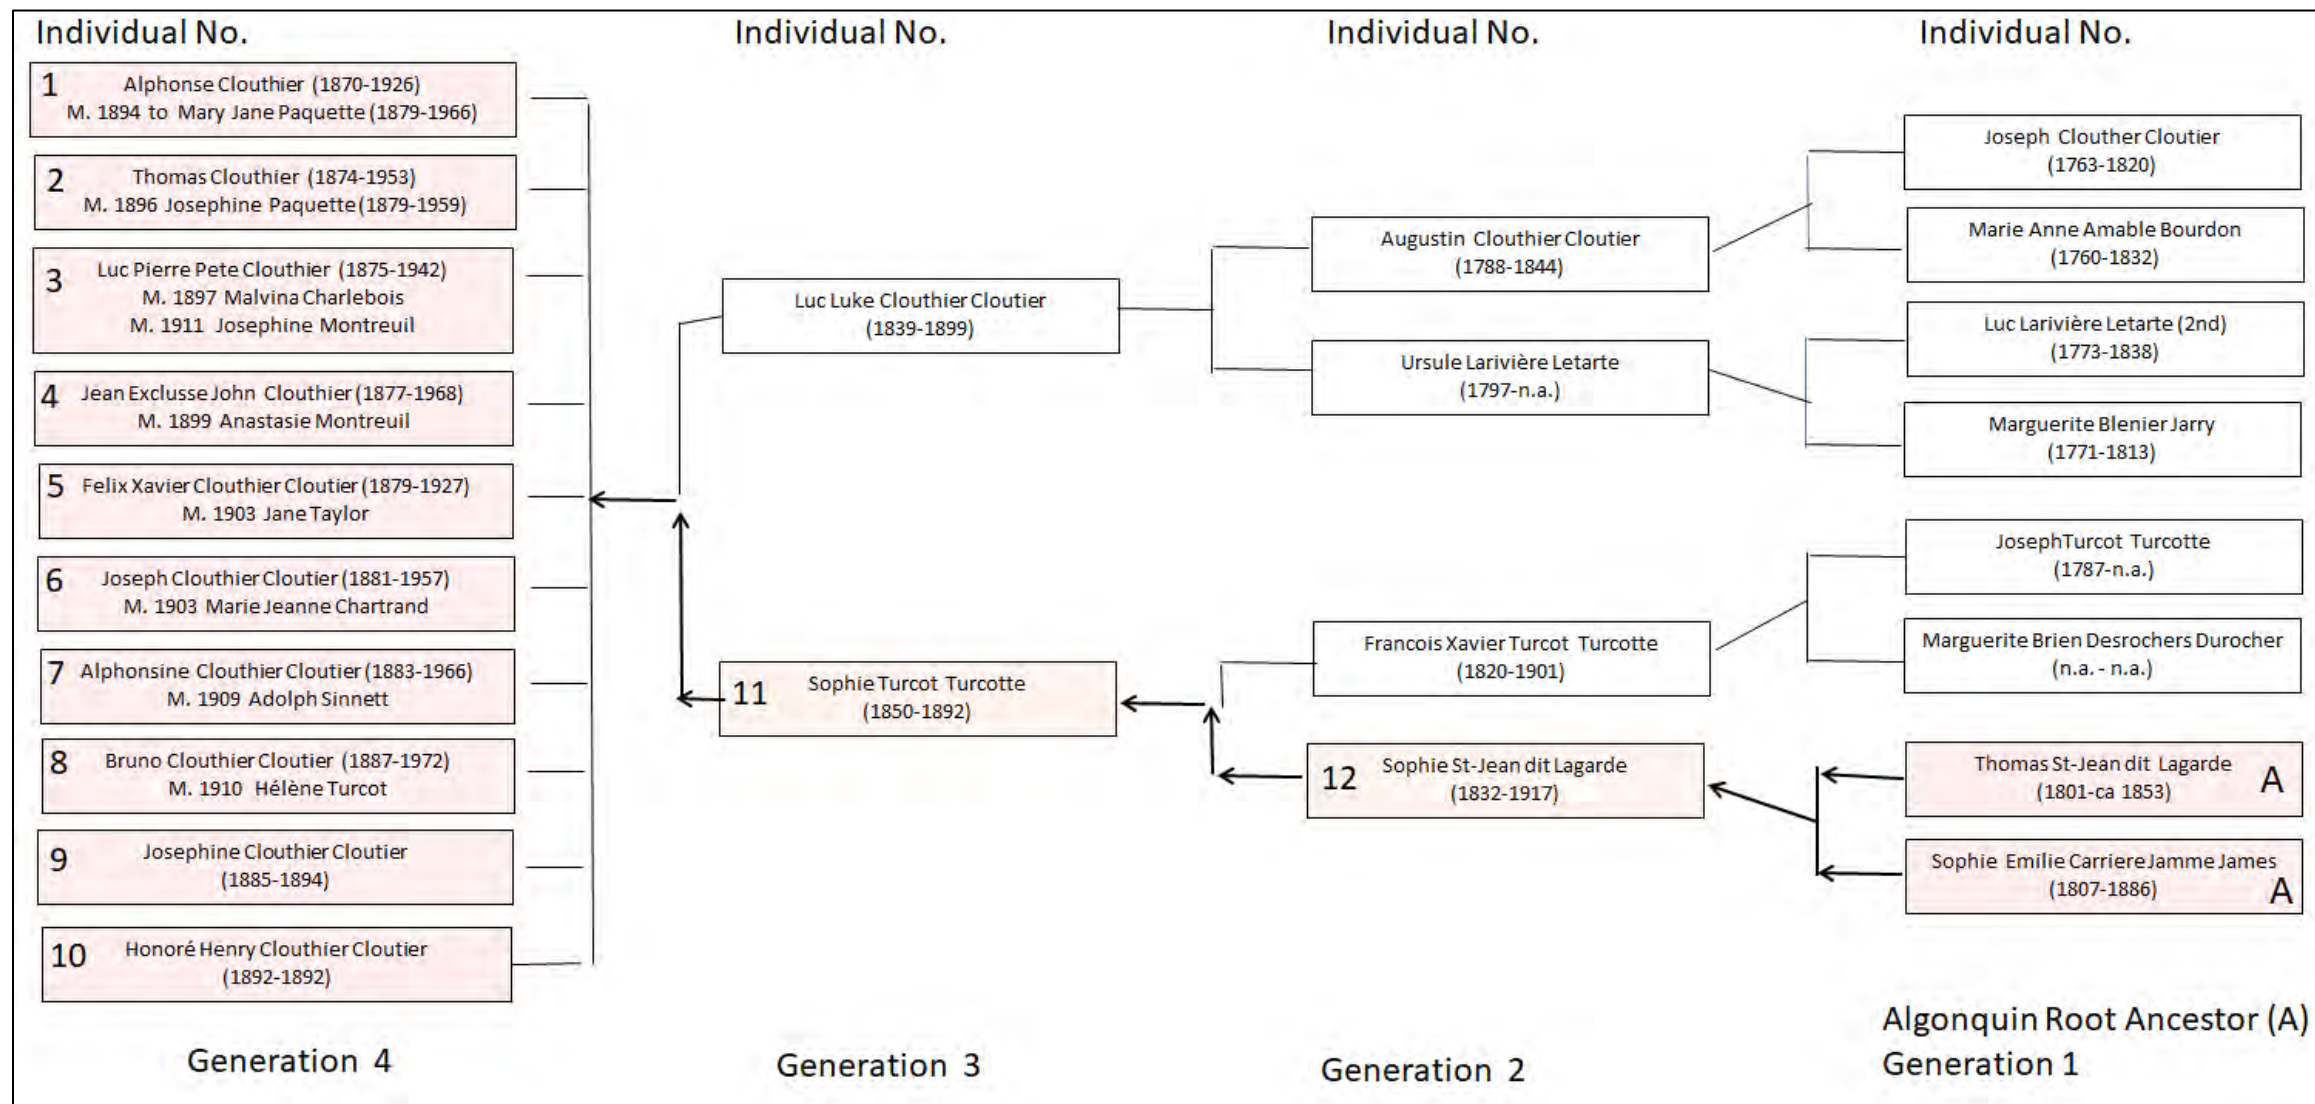 Individual No.
1
Alphonse Clouthier (1870-1926)
M. 1894 to Mary Jane Paquette (1879-1966)
2
Thomas Clouthier (1874-1953)
M. 1896 Josephine Paquette (1879-1959)
3
Luc Pierre Pete Clouthier (1875-1942)
M. 1897 Malvina Charlebois
M. 1911 Josephine Montreuil
4
Jean Exclusse John Clouthier (1877-1968)
M. 1899 Anastasie Montreuil
5
Felix Xavier Clouthier Cloutier (1879-1927)
M. 1903 Jane Taylor
6
Joseph Clouthier Cloutier (1881-1957)
M. 1903 Marie Jeanne Chartrand
7
Alphonsine Clouthier Cloutier (1883-1966)
M. 1909 Adolph Sinnett
8
Bruno Clouthier Cloutier (1887-1972)
M. 1910 Hélène Turcot
9
Josephine Clouthier Cloutier
(1885-1894)
10
Honoré Henry Clouthier Cloutier
(1892-1892)
Generation 4
Individual No.
Luc Luke Clouthier Cloutier
(1839-1899)
11
Sophie Turcot Turcotte
(1850-1892)
Generation 3
Individual No.
Augustin Clouthier Cloutier
(1788-1844)
Ursule Larivière Letarte
(1797-n.a.)
Francois Xavier Turcot Turcotte
(1820-1901)
12
Sophie St-Jean dit Lagarde
(1832-1917)
Generation 2
Individual No.
Joseph Clouther Cloutier
(1763-1820)
Marie Anne Amable Bourdon
(1760-1832)
Luc Larivière Letarte (2nd)
(1773-1838)
Marguerite Blenier Jarry
(1771-1813)
Joseph Turcot Turcotte
(1787-n.a.)
Marguerite Brien Desrochers Durocher
(n.a. - n.a.)
Thomas St-Jean dit Lagarde
(1801-ca 1853)
A
Sophie Emilie Carriere Jamme James
(1807-1886)
A
Algonquin Root Ancestor (A)
Generation 1